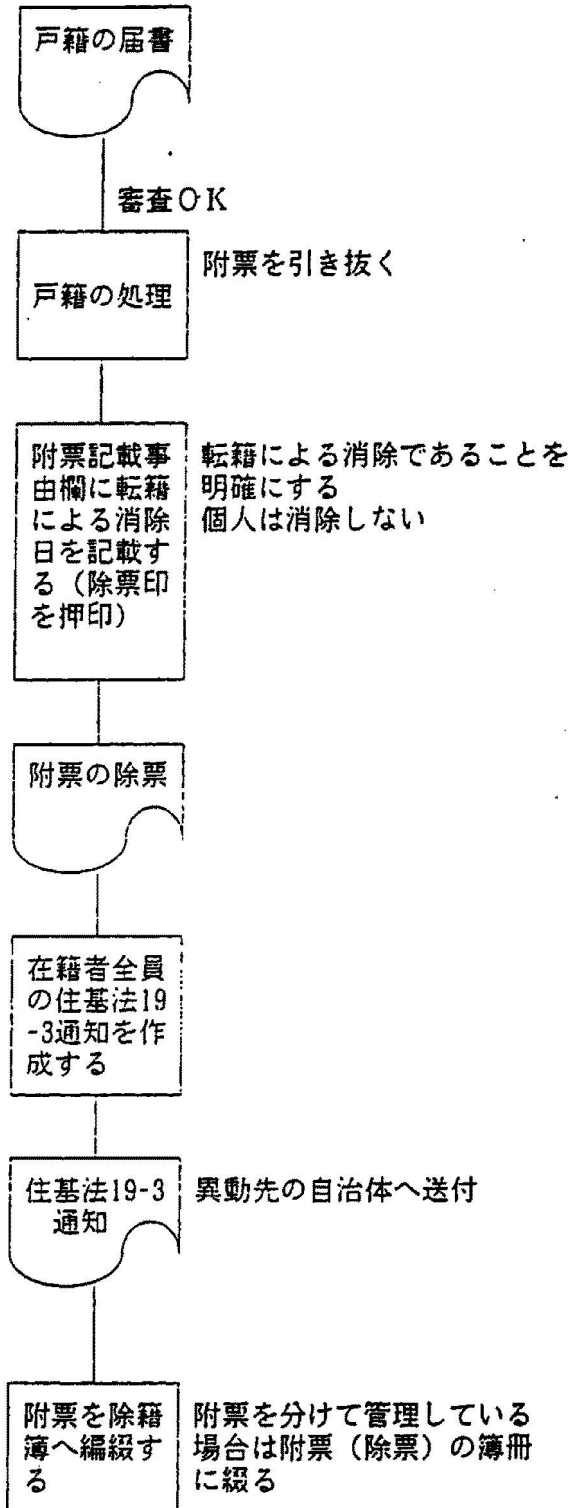 戸籍の届書
審査OK
戸籍の処理
附票を引き抜く
附票記載事
由欄に転籍
による消除
日を記載す
る（除票印
を押印）
転籍による消除であることを
明確にする
個人は消除しない
附票の除票
在籍者全員
の住基法19
-3通知を作
成する
住基法19-3
通知
異動先の自治体へ送付
附票を除籍
簿へ編綴す
る
附票を分けて管理している
場合は附票（除票）の簿冊
に綴る